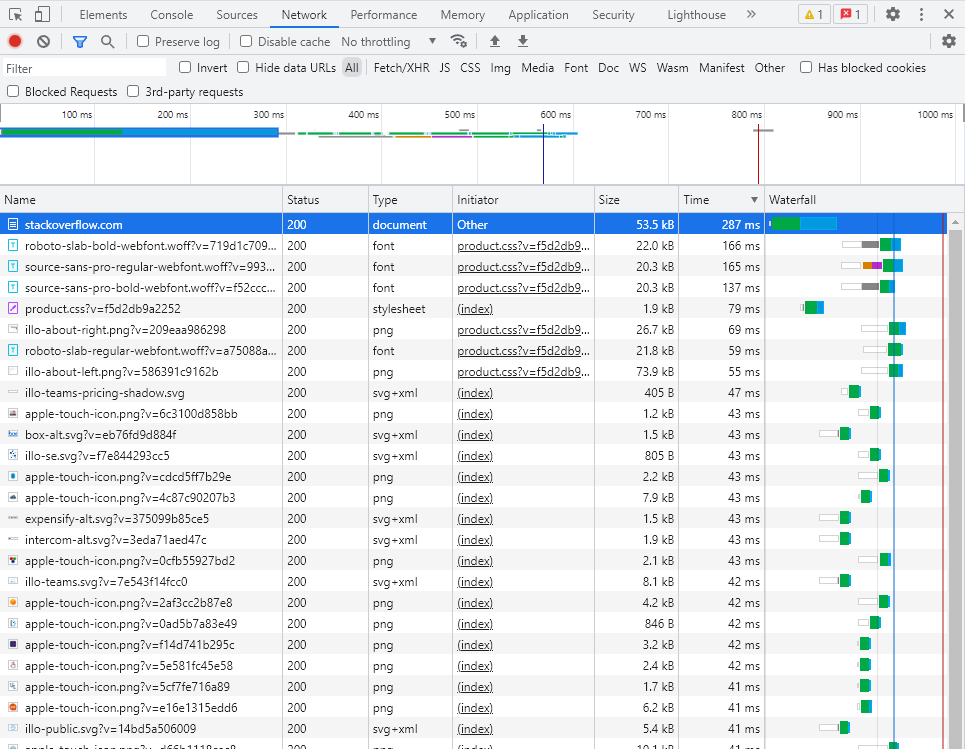 Elements Console Sources Network Performance Memory Application Security Lighthouse » 1 1
Preserve log Disable cache No throttling
Filter Invert Hide data URLs All Fetch/XHR JS CSS Img Media Font Doc WS Wasm Manifest Other Has blocked cookies
Blocked Requests 3rd-party requests
100 ms 200 ms 300 ms 400 ms 500 ms 600 ms 700 ms 800 ms 900 ms 1000 ms
Name Status Type Initiator Size Time Waterfall
stackoverflow.com 200 document Other 53.5 kB 287 ms
roboto-slab-bold-webfont.woff?v=719d1c709... 200 font product.css?v=f5d2db9... 22.0 kB 166 ms
source-sans-pro-regular-webfont.woff?v=993... 200 font product.css?v=f5d2db9... 20.3 kB 165 ms
source-sans-pro-bold-webfont.woff?v=f52ccc... 200 font product.css?v=f5d2db9... 20.3 kB 137 ms
product.css?v=f5d2db9a2252 200 stylesheet (index) 1.9 kB 79 ms
illo-about-right.png?v=209eaa986298 200 png product.css?v=f5d2db9... 26.7 kB 69 ms
roboto-slab-regular-webfont.woff?v=a75088a... 200 font product.css?v=f5d2db9... 21.8 kB 59 ms
illo-about-left.png?v=586391c9162b 200 png product.css?v=f5d2db9... 73.9 kB 55 ms
illo-teams-pricing-shadow.svg 200 svg+xml (index) 405 B 47 ms
apple-touch-icon.png?v=6c3100d858bb 200 png (index) 1.2 kB 43 ms
box-alt.svg?v=eb76fd9d884f 200 svg+xml (index) 1.5 kB 43 ms
illo-se.svg?v=f7e844293cc5 200 svg+xml (index) 805 B 43 ms
apple-touch-icon.png?v=cdcd5ff7b29e 200 png (index) 2.2 kB 43 ms
apple-touch-icon.png?v=4c87c90207b3 200 png (index) 7.9 kB 43 ms
expensify-alt.svg?v=375099b85ce5 200 svg+xml (index) 1.5 kB 43 ms
intercom-alt.svg?v=3eda71aed47c 200 svg+xml (index) 1.9 kB 43 ms
apple-touch-icon.png?v=0cfb55927bd2 200 png (index) 2.1 kB 43 ms
illo-teams.svg?v=7e543f14fcc0 200 svg+xml (index) 8.1 kB 42 ms
apple-touch-icon.png?v=2af3cc2b87e8 200 png (index) 4.2 kB 42 ms
apple-touch-icon.png?v=0ad5b7a83e49 200 png (index) 846 B 42 ms
apple-touch-icon.png?v=f14d741b295c 200 png (index) 3.2 kB 42 ms
apple-touch-icon.png?v=5e581fc45e58 200 png (index) 2.4 kB 42 ms
apple-touch-icon.png?v=5cf7fe716a89 200 png (index) 1.7 kB 41 ms
apple-touch-icon.png?v=e16e1315edd6 200 png (index) 6.2 kB 41 ms
illo-public.svg?v=14bd5a506009 200 svg+xml (index) 5.4 kB 41 ms